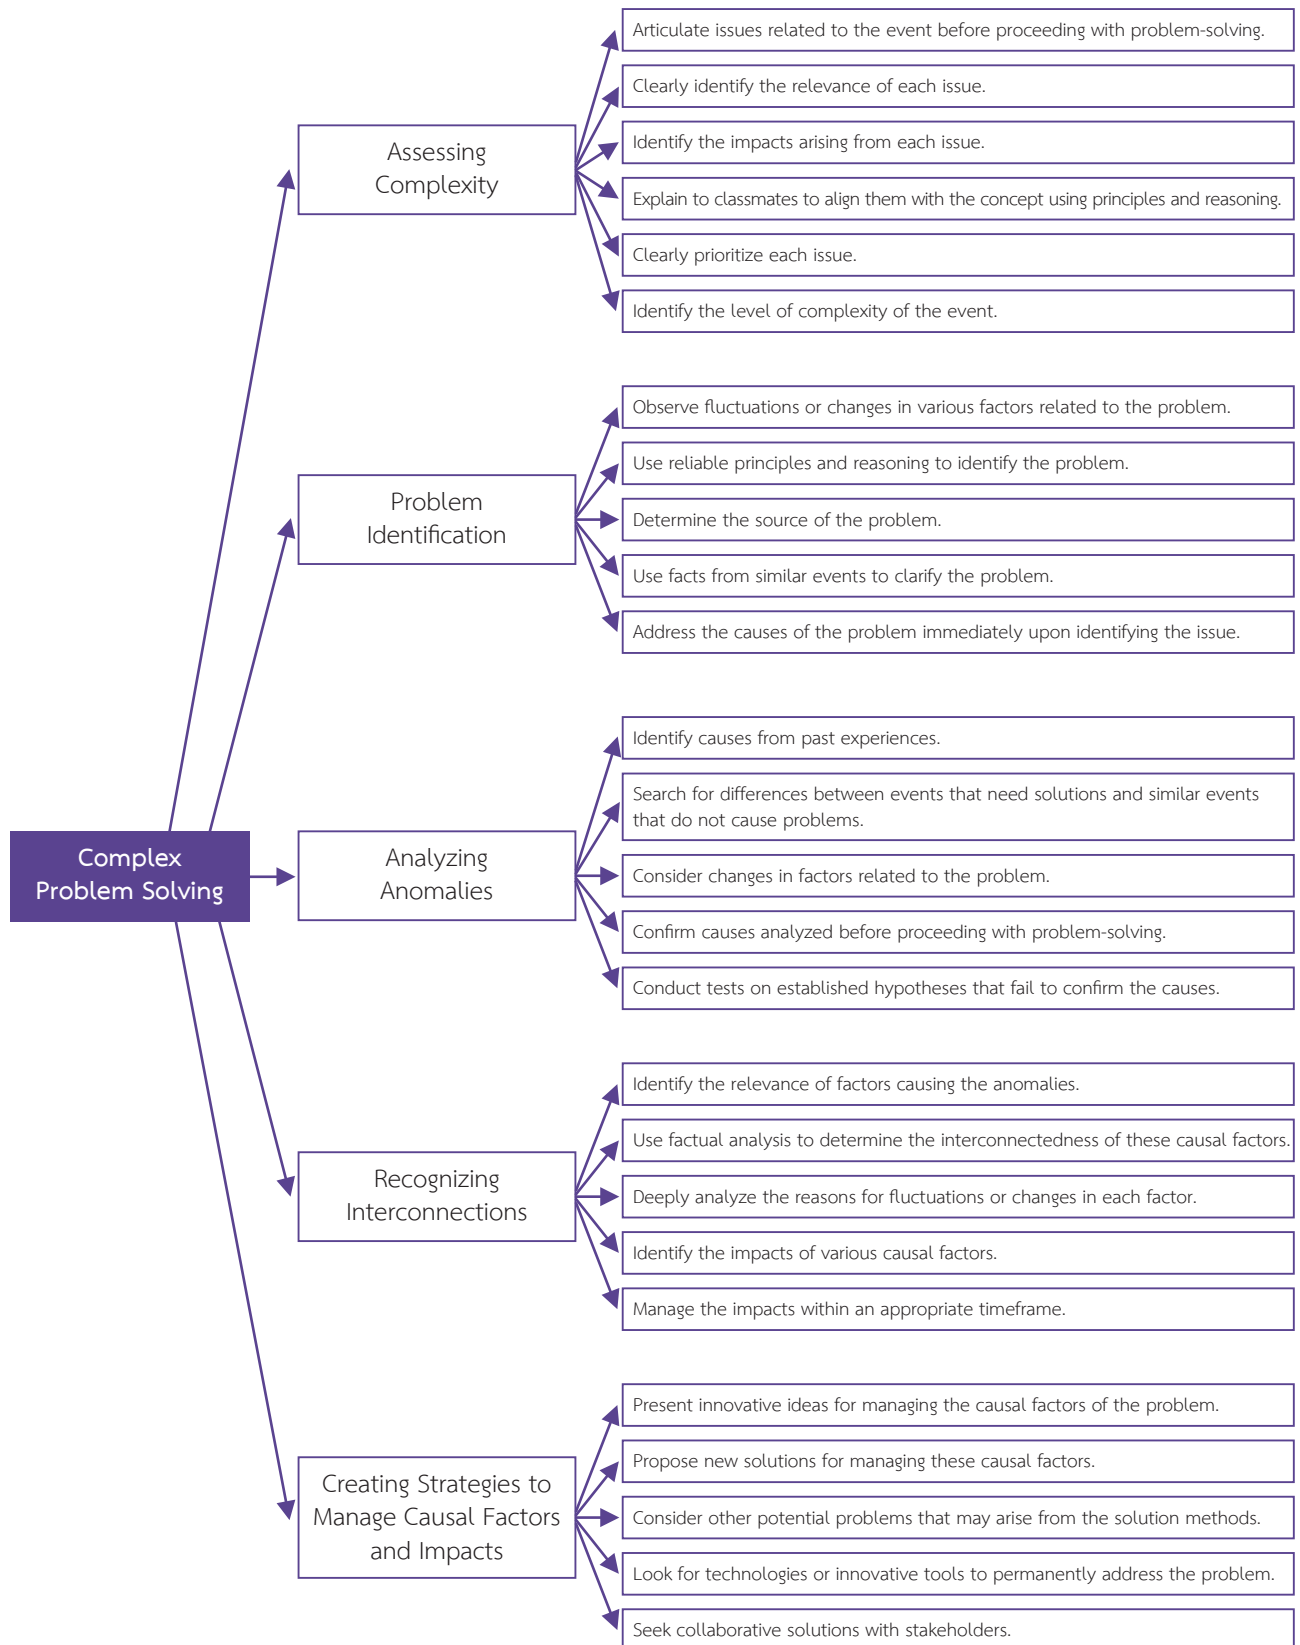 Complex
Problem Solving
Assessing
Complexity
Articulate issues related to the event before proceeding with problem-solving.
Clearly identify the relevance of each issue.
Identify the impacts arising from each issue.
Explain to classmates to align them with the concept using principles and reasoning.
Clearly prioritize each issue.
Identify the level of complexity of the event.
Problem
Identification
Observe fluctuations or changes in various factors related to the problem.
Use reliable principles and reasoning to identify the problem.
Determine the source of the problem.
Use facts from similar events to clarify the problem.
Address the causes of the problem immediately upon identifying the issue.
Analyzing
Anomalies
Identify causes from past experiences.
Search for differences between events that need solutions and similar events
that do not cause problems.
Consider changes in factors related to the problem.
Confirm causes analyzed before proceeding with problem-solving.
Conduct tests on established hypotheses that fail to confirm the causes.
Recognizing
Interconnections
Identify the relevance of factors causing the anomalies.
Use factual analysis to determine the interconnectedness of these causal factors.
Deeply analyze the reasons for fluctuations or changes in each factor.
Identify the impacts of various causal factors.
Manage the impacts within an appropriate timeframe.
Creating Strategies to
Manage Causal Factors
and Impacts
Present innovative ideas for managing the causal factors of the problem.
Propose new solutions for managing these causal factors.
Consider other potential problems that may arise from the solution methods.
Look for technologies or innovative tools to permanently address the problem.
Seek collaborative solutions with stakeholders.